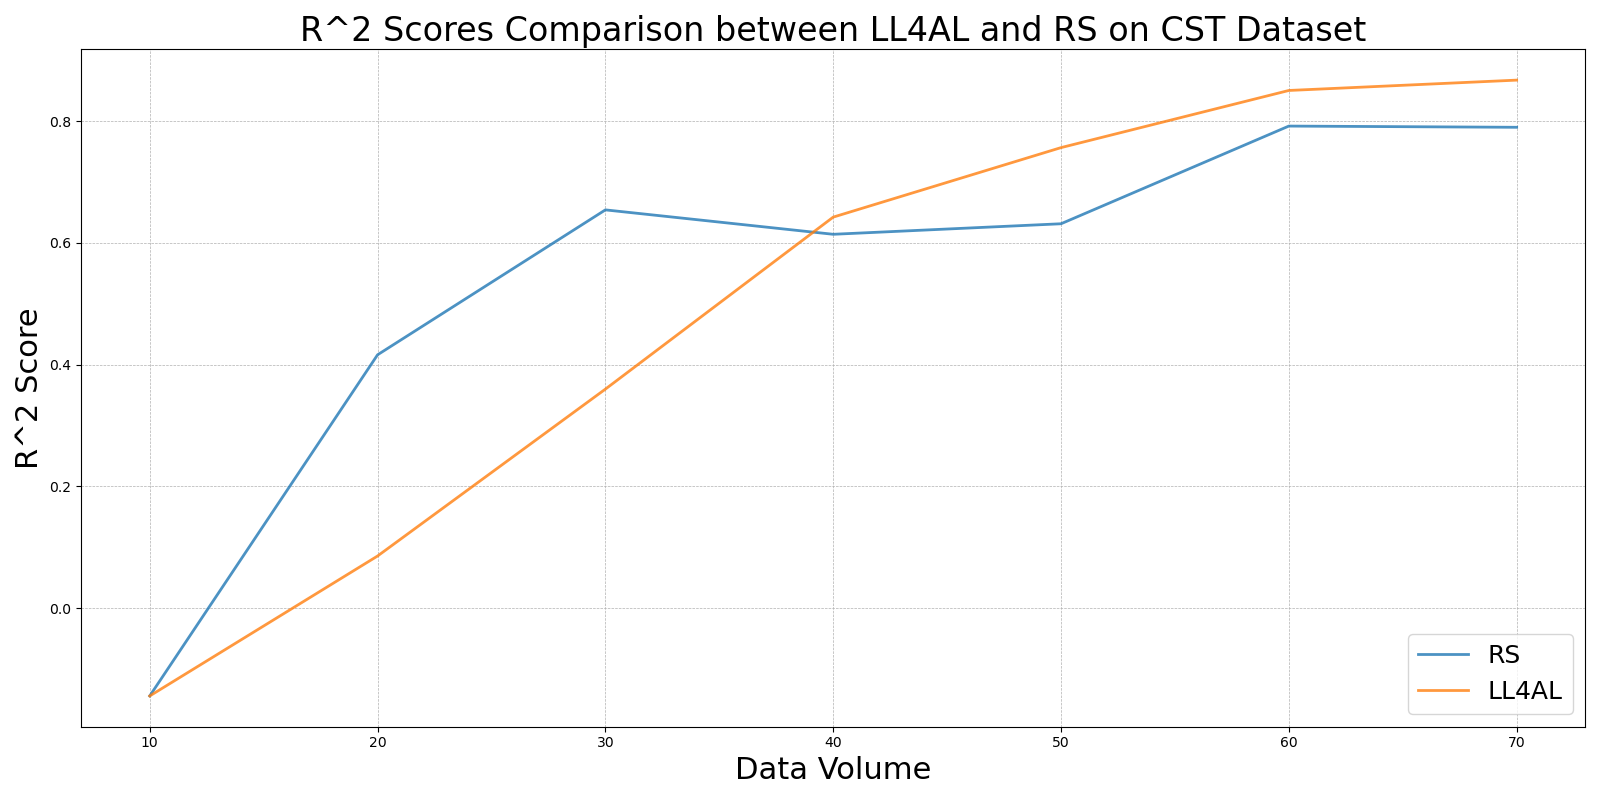 R^2 Scores Comparison between LL4AL and RS on CST Dataset
R^2 Score
0.8
0.6
0.4
0.2
0.0
10 20 30 40 50 60 70
Data Volume
RS
LL4AL